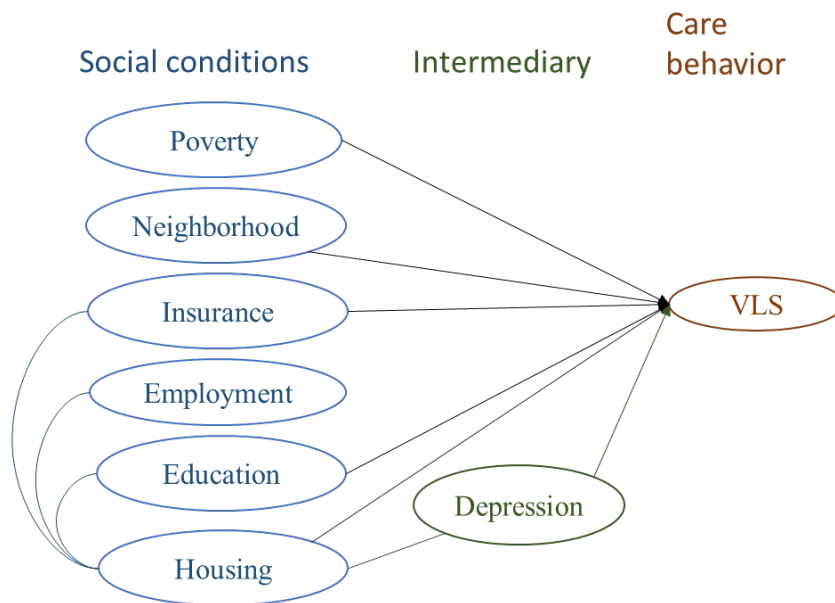 Social conditions
Intermediary
Care
behavior
Poverty
Neighborhood
Insurance
VLS
Employment
Education
Depression
Housing